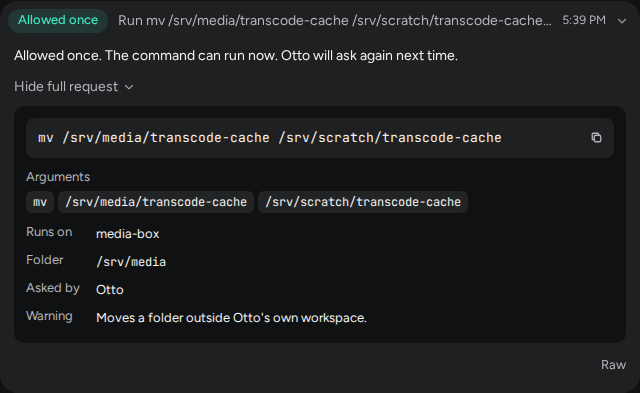 Allowed once Run mv /srv/media/transcode-cache /srv/scratch/transcode-cache... 5:39 PM
Allowed once. The command can run now. Otto will ask again next time.
Hide full request
mv /srv/media/transcode-cache /srv/scratch/transcode-cache
Arguments
mv /srv/media/transcode-cache /srv/scratch/transcode-cache
Runs on media-box
Folder /srv/media
Asked by Otto
Warning Moves a folder outside Otto's own workspace.
Raw